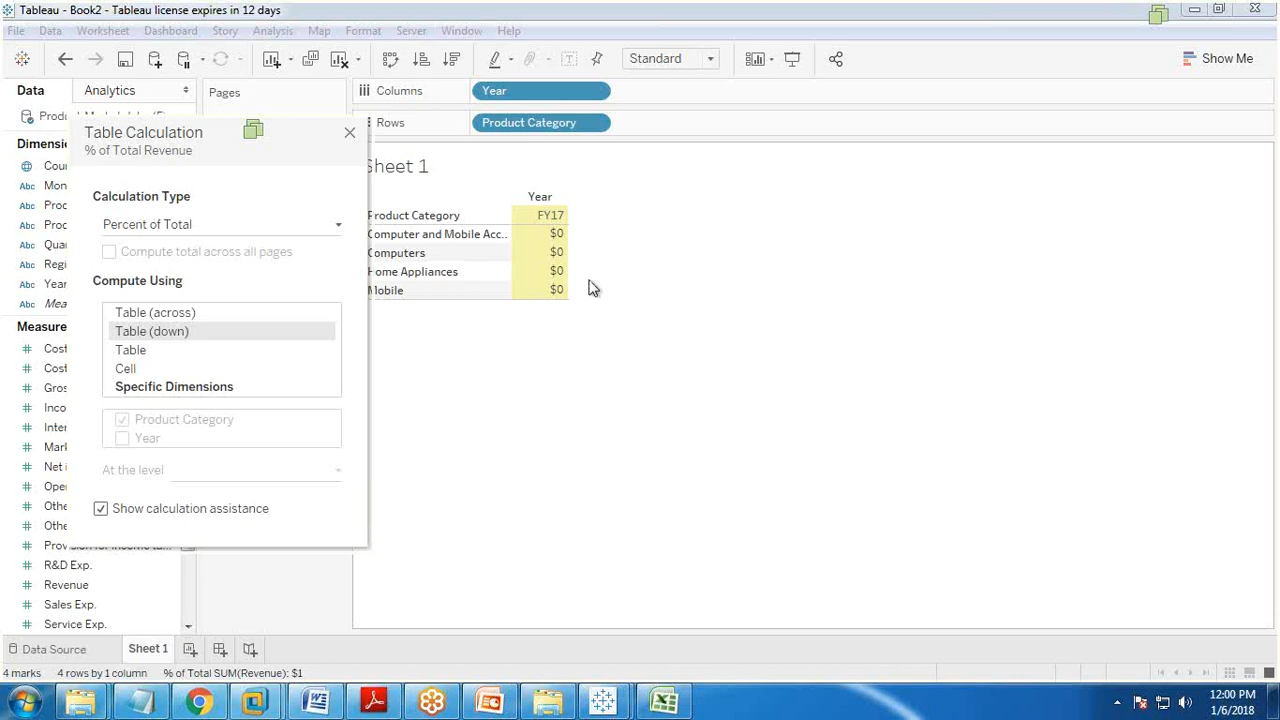 Tableau - Book2 - Tableau license expires in 12 days
File Data Worksheet Dashboard Story Analysis Map Format Server Window Help
Standard
Show Me
Data
Analytics
Pages
Columns
Year
Rows
Product Category
Table Calculation
% of Total Revenue
Calculation Type
Percent of Total
Compute total across all pages
Compute Using
Table (across)
Table (down)
Table
Cell
Specific Dimensions
Product Category
Year
At the level
Show calculation assistance
Abc
Measures
R&D Exp.
Revenue
Sales Exp.
Service Exp.
Sheet 1
Year
Product Category FY17
Computer and Mobile Acc.. $0
Computers $0
Home Appliances $0
Mobile $0
Data Source
Sheet 1
4 marks 4 rows by 1 column % of Total SUM(Revenue): $1
12:00 PM
1/6/2018